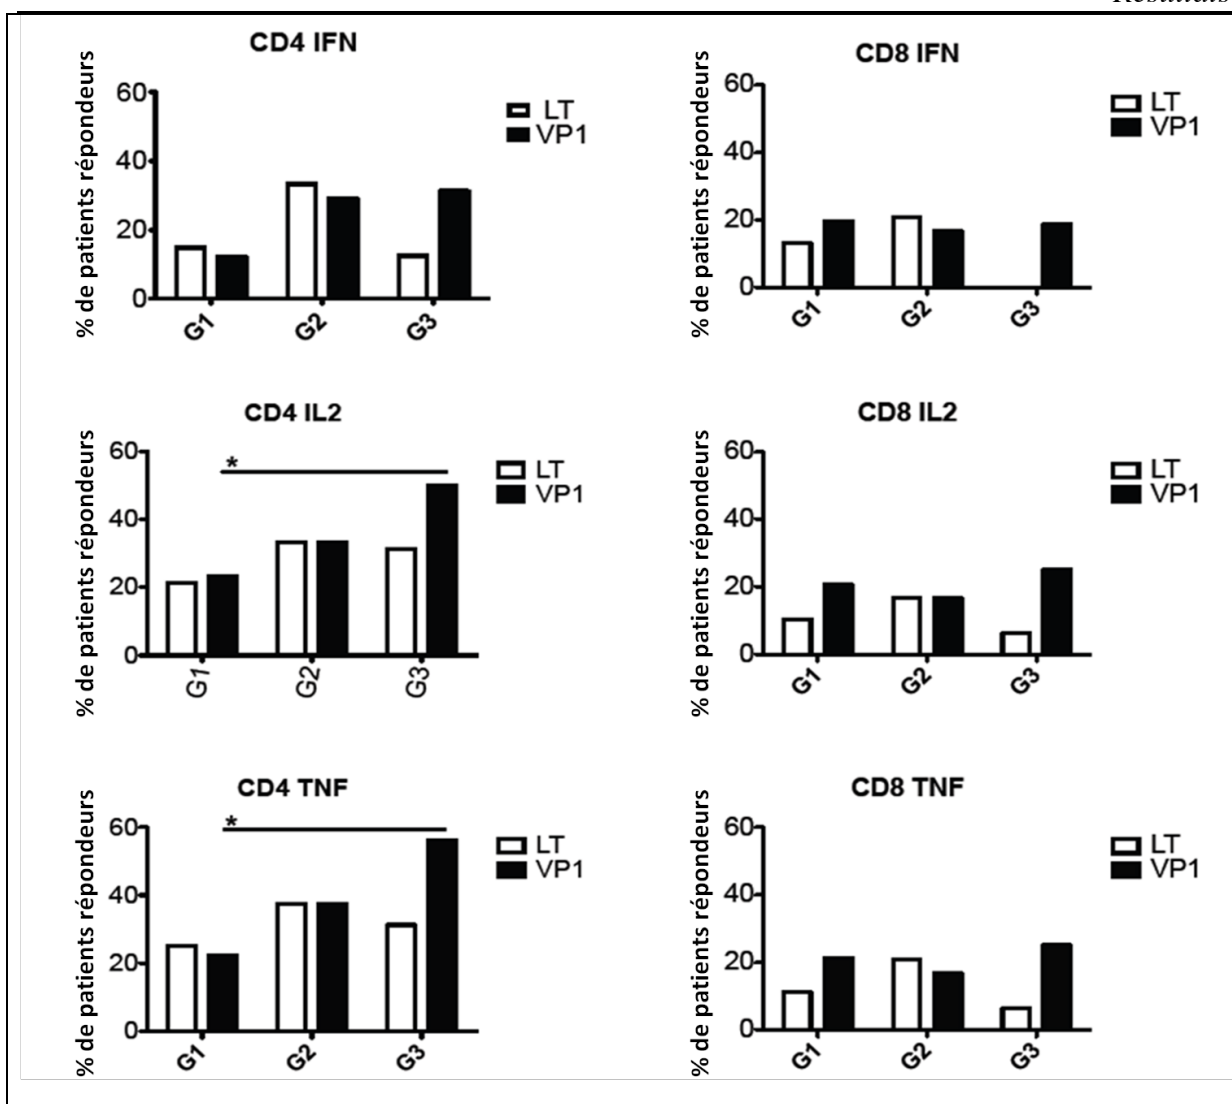 CD4 IFN
% de patients répondeurs
60
40
20
0
G1
G2
G3
LT
VP1
CD8 IFN
% de patients répondeurs
60
40
20
0
G1
G2
G3
LT
VP1
CD4 IL2
% de patients répondeurs
60
40
20
0
*
G1
G2
G3
LT
VP1
CD8 IL2
% de patients répondeurs
60
40
20
0
G1
G2
G3
LT
VP1
CD4 TNF
% de patients répondeurs
60
40
20
0
*
G1
G2
G3
LT
VP1
CD8 TNF
% de patients répondeurs
60
40
20
0
G1
G2
G3
LT
VP1